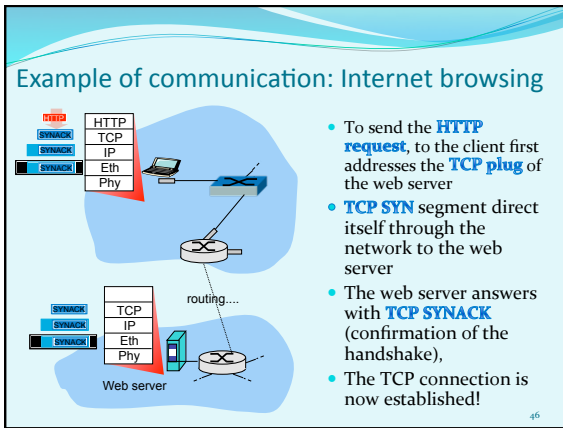 Example of communication: Internet browsing
HTTP
SYNACK
SYNACK
SYNACK
HTTP
TCP
IP
Eth
Phy
routing....
SYNACK
SYNACK
SYNACK
TCP
IP
Eth
Phy
Web server
To send the HTTP
request, to the client first
addresses the TCP plug of
the web server
TCP SYN segment direct
itself through the
network to the web
server
The web server answers
with TCP SYNACK
(confirmation of the
handshake),
The TCP connection is
now established!
46